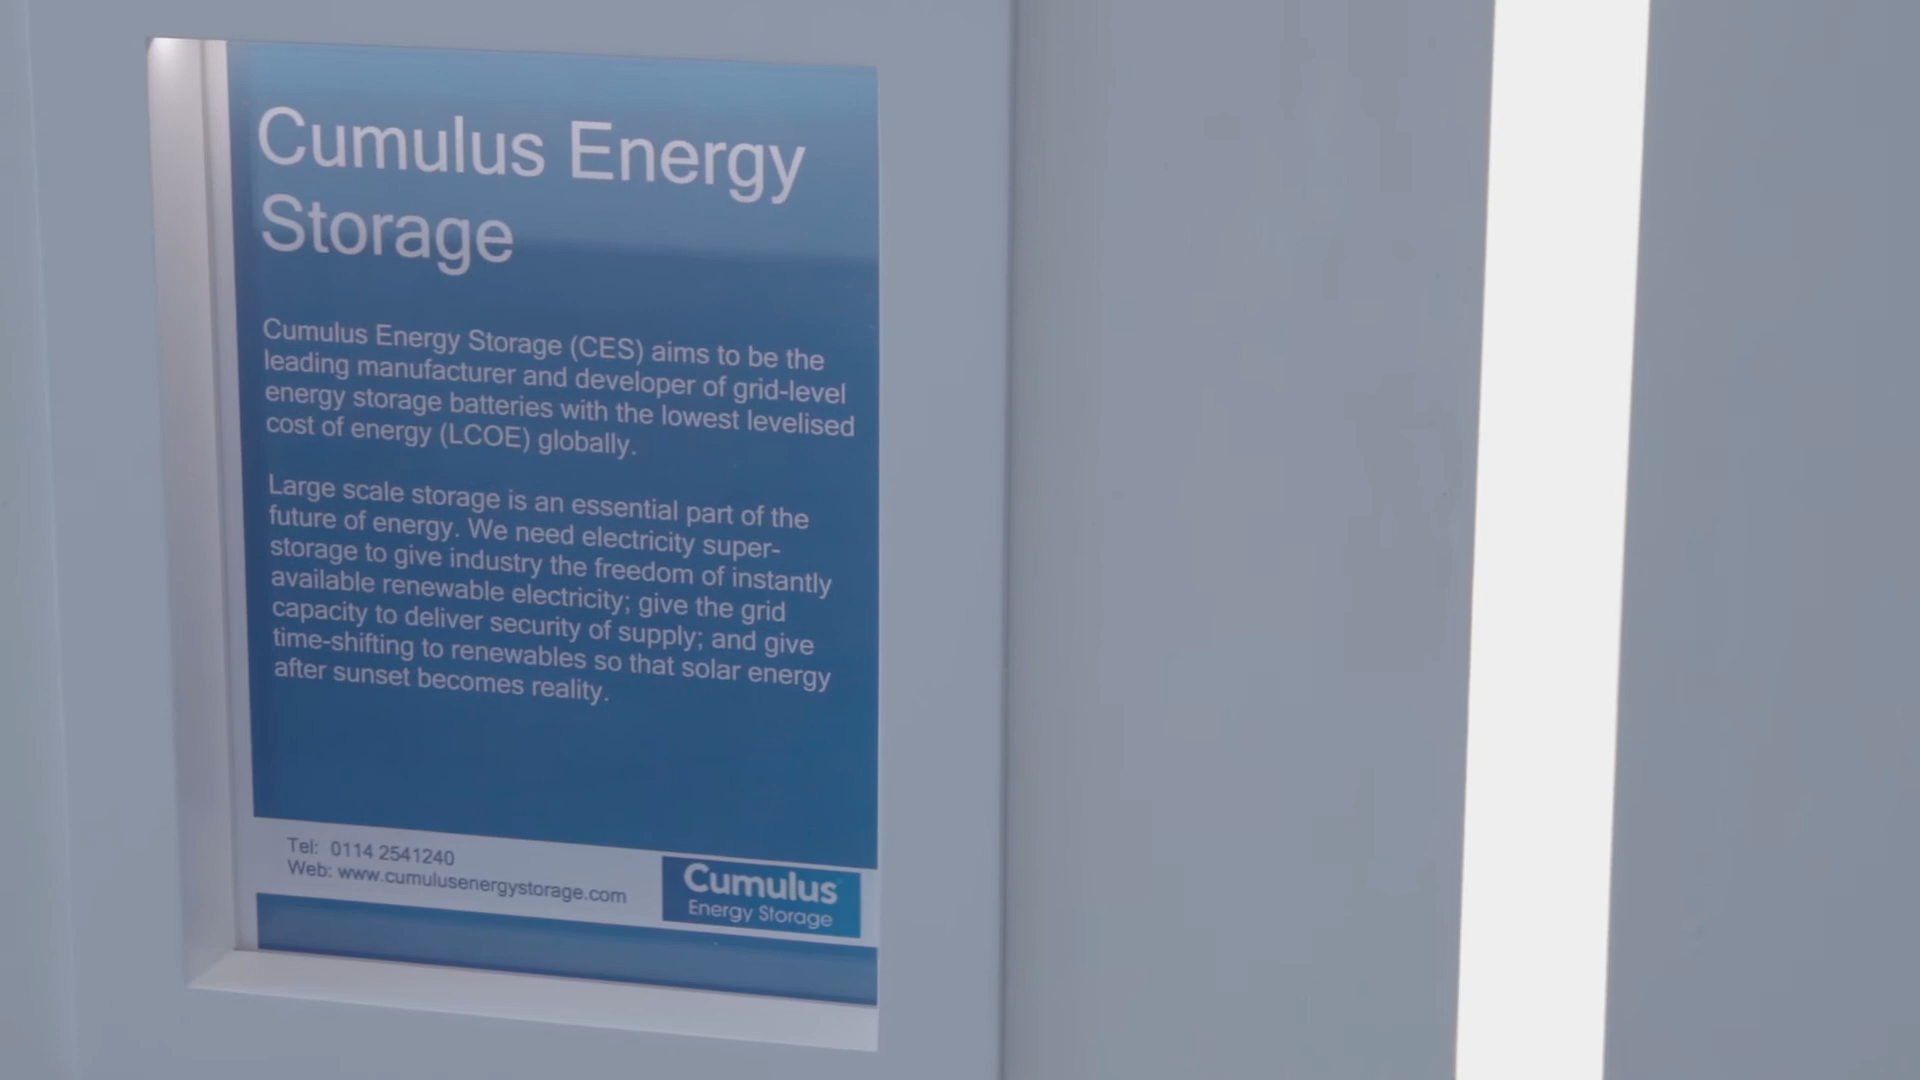 Cumulus Energy
Storage
Cumulus Energy Storage (CES) aims to be the
leading manufacturer and developer of grid-level
energy storage batteries with the lowest levelised
cost of energy (LCOE) globally.
Large scale storage is an essential part of the
future of energy. We need electricity super-
storage to give industry the freedom of instantly
available renewable electricity; give the grid
capacity to deliver security of supply; and give
time-shifting to renewables so that solar energy
after sunset becomes reality.
Tel: 0114 2541240
Web: www.cumulusenergystorage.com
Cumulus
Energy Storage